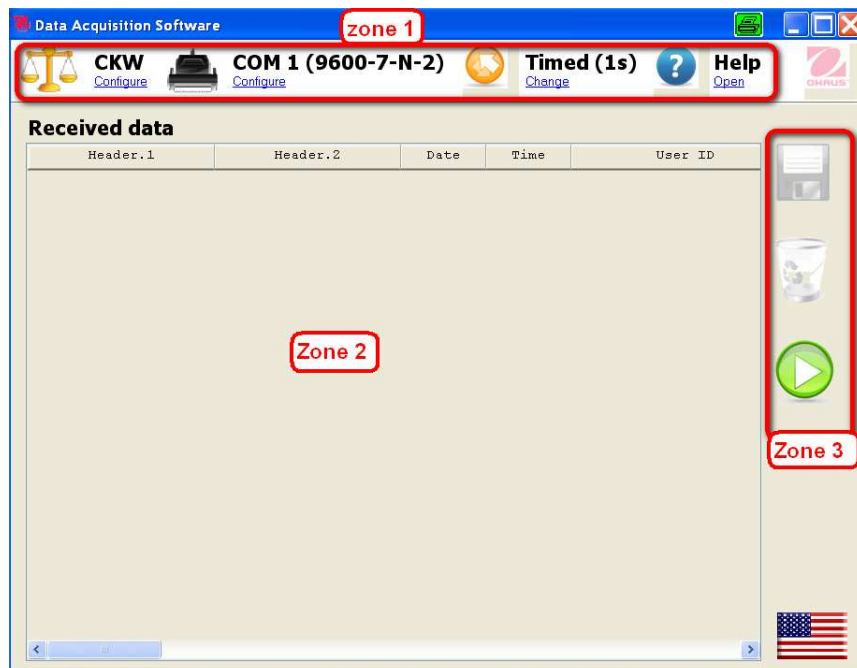 Data Acquisition Software
zone 1
CKW
Configure
COM 1 (9600-7-N-2)
Configure
Timed (1s)
Change
?
Help
Open
OHAUS
Received data
Header.1 Header.2 Date Time User ID
Zone 2
Zone 3